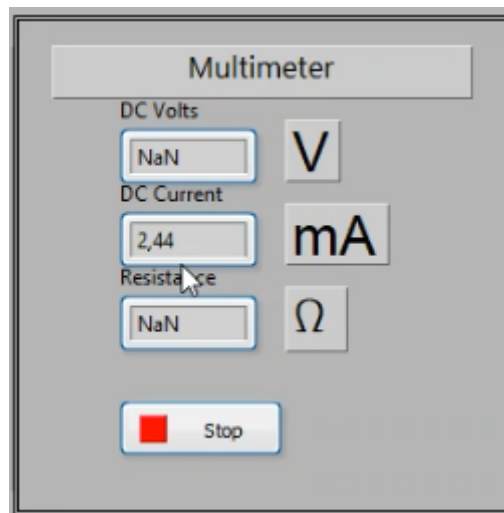 Multimeter
DC Volts
NaN V
DC Current
2,44 mA
Resistance
NaN Ω
Stop